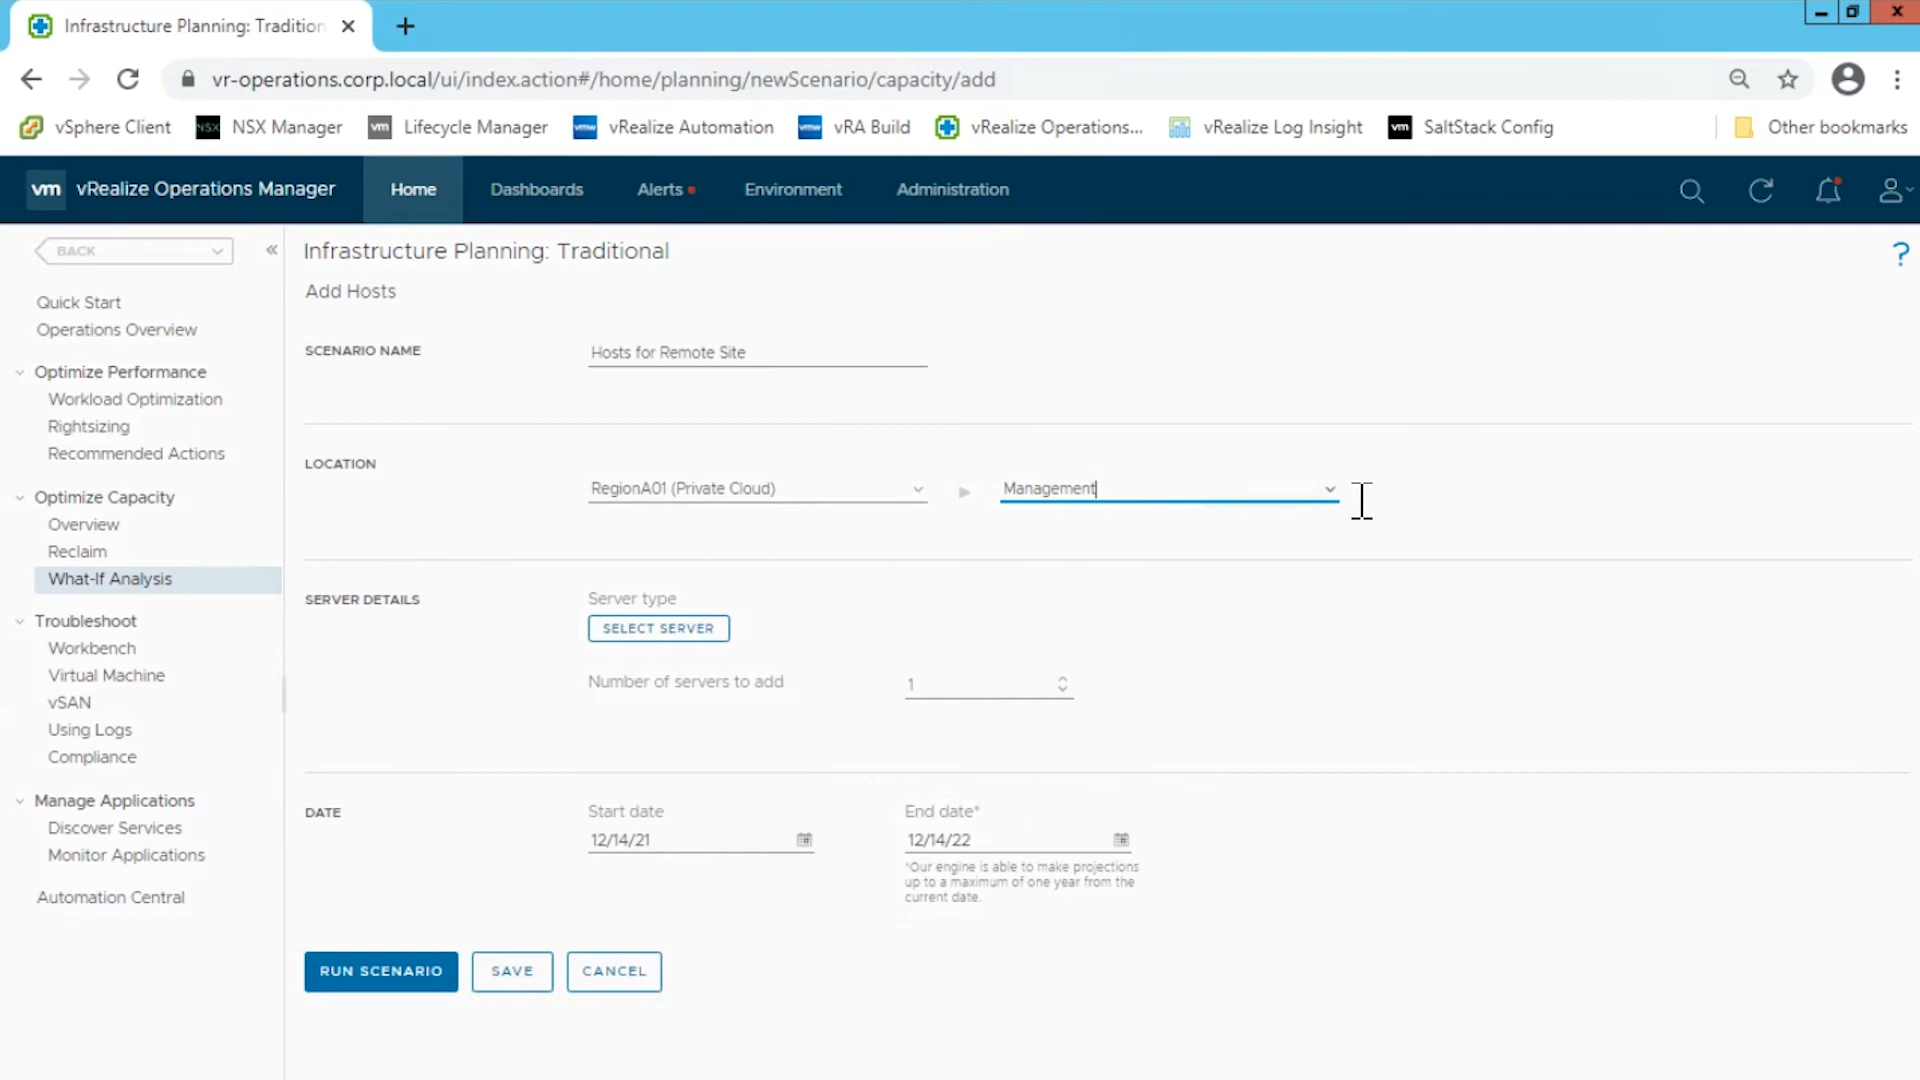 Infrastructure Planning: Tradition
vr-operations.corp.local/ui/index.action#/home/planning/newScenario/capacity/add
vSphere Client
NSX NSX Manager
vm Lifecycle Manager
vmw vRealize Automation
vmw vRA Build
vRealize Operations...
vRealize Log Insight
vm SaltStack Config
Other bookmarks
vm vRealize Operations Manager
Home
Dashboards
Alerts
Environment
Administration
BACK
Quick Start
Operations Overview
Optimize Performance
Workload Optimization
Rightsizing
Recommended Actions
Optimize Capacity
Overview
Reclaim
What-If Analysis
Troubleshoot
Workbench
Virtual Machine
vSAN
Using Logs
Compliance
Manage Applications
Discover Services
Monitor Applications
Automation Central
Infrastructure Planning: Traditional
?
Add Hosts
SCENARIO NAME
Hosts for Remote Site
LOCATION
RegionA01 (Private Cloud)
Management
SERVER DETAILS
Server type
SELECT SERVER
Number of servers to add
1
DATE
Start date
12/14/21
End date*
12/14/22
*Our engine is able to make projections
up to a maximum of one year from the
current date.
RUN SCENARIO
SAVE
CANCEL